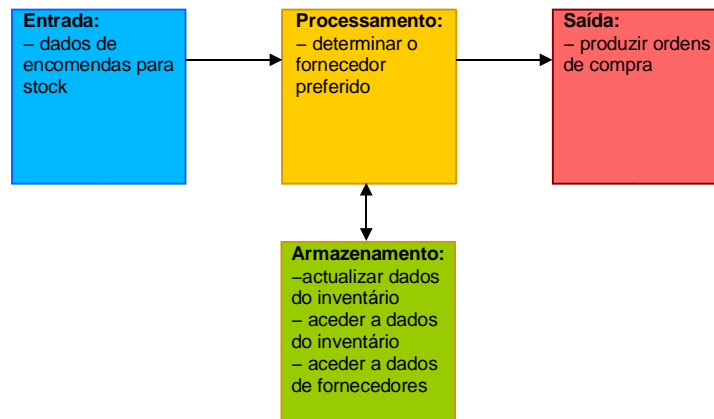 Entrada:
– dados de
encomendas para
stock
Processamento:
– determinar o
fornecedor
preferido
Saída:
– produzir ordens
de compra
Armazenamento:
–actualizar dados
do inventário
– aceder a dados
do inventário
– aceder a dados
de fornecedores